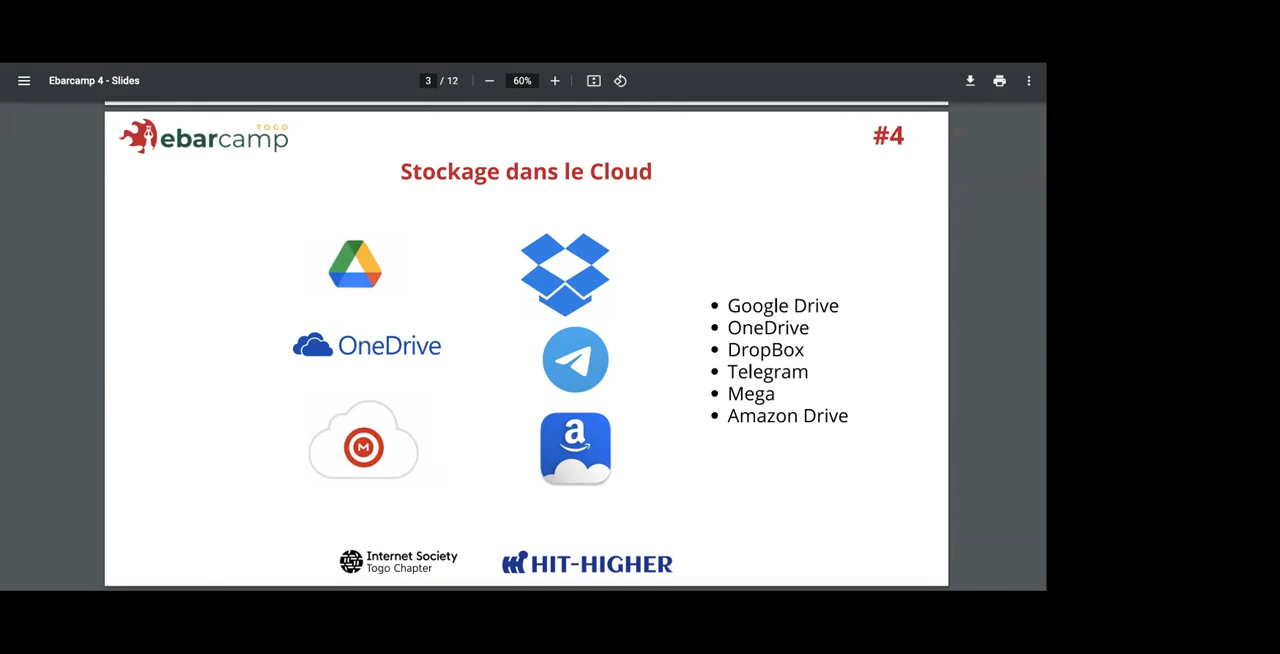 Ebarcamp 4 - Slides
3 / 12
60%
TOGO
ebarcamp
#4
Stockage dans le Cloud
OneDrive
M
a
Google Drive
OneDrive
DropBox
Telegram
Mega
Amazon Drive
Internet Society
Togo Chapter
HIT-HIGHER